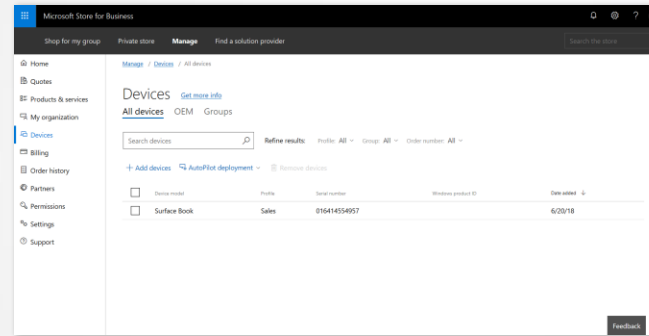 Microsoft Store for Business
?
Shop for my group Private store Manage Find a solution provider Search the store
Home
Quotes
Products & services
My organization
Devices
Billing
Order history
Partners
Permissions
Settings
Support
Manage / Devices / All devices
Devices Get more info
All devices OEM Groups
Search devices Refine results: Profile: All Group: All Order number: All
+ Add devices AutoPilot deployment Remove devices
Device model Profile Serial number Windows product ID Date added ↓
Surface Book Sales 016414554957 6/20/18
Feedback